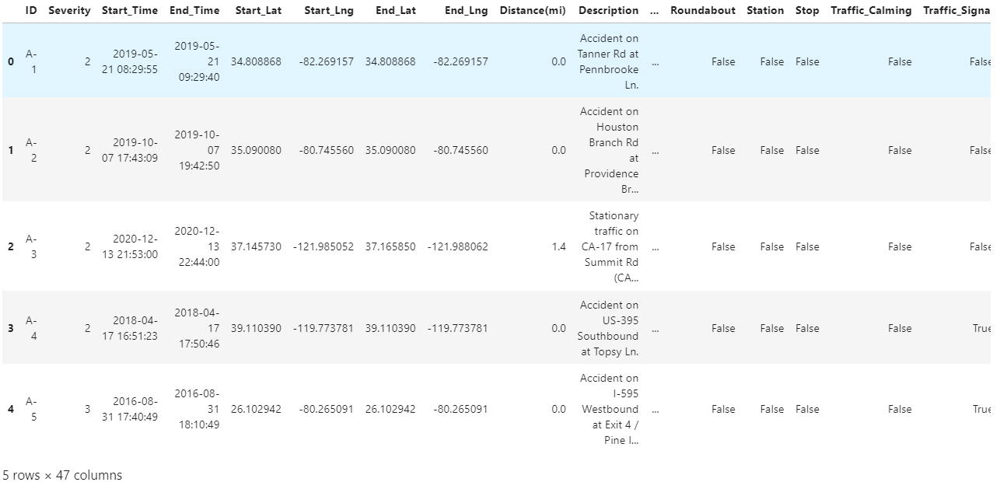 ID Severity Start_Time End_Time Start_Lat Start_Lng End_Lat End_Lng Distance(mi) Description ... Roundabout Station Stop Traffic_Calming Traffic_Signa
0 A-1 2 2019-05-21 08:29:55 2019-05-21 09:29:40 34.808868 -82.269157 34.808868 -82.269157 0.0 Accident on Tanner Rd at Pennbrooke Ln. ... False False False False False
1 A-2 2 2019-10-07 17:43:09 2019-10-07 19:42:50 35.090080 -80.745560 35.090080 -80.745560 0.0 Accident on Houston Branch Rd at Providence Br... ... False False False False False
2 A-3 2 2020-12-13 21:53:00 2020-12-13 22:44:00 37.145730 -121.985052 37.165850 -121.988062 1.4 Stationary traffic on CA-17 from Summit Rd (CA... ... False False False False False
3 A-4 2 2018-04-17 16:51:23 2018-04-17 17:50:46 39.110390 -119.773781 39.110390 -119.773781 0.0 Accident on US-395 Southbound at Topsy Ln. ... False False False False True
4 A-5 3 2016-08-31 17:40:49 2016-08-31 18:10:49 26.102942 -80.265091 26.102942 -80.265091 0.0 Accident on I-595 Westbound at Exit 4 / Pine I... ... False False False False True
5 rows × 47 columns